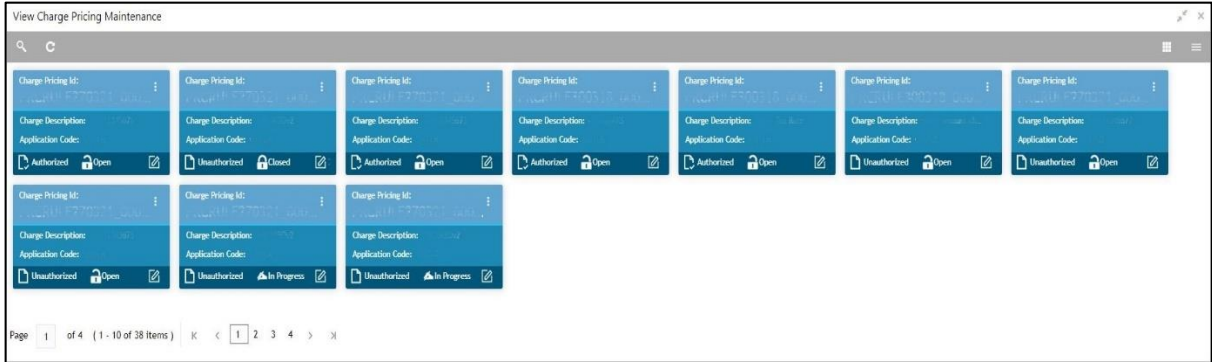 View Charge Pricing Maintenance
Charge Pricing Id: Charge Pricing Id: Charge Pricing Id: Charge Pricing Id: Charge Pricing Id: Charge Pricing Id: Charge Pricing Id:
Charge Description: Charge Description: Charge Description: Charge Description: Charge Description: Charge Description: Charge Description:
Application Code: Application Code: Application Code: Application Code: Application Code: Application Code: Application Code:
Authorized Open Unauthorized Closed Authorized Open Authorized Open Authorized Open Unauthorized Open Unauthorized Open
Charge Pricing Id: Charge Pricing Id: Charge Pricing Id:
Charge Description: Charge Description: Charge Description:
Application Code: Application Code: Application Code:
Unauthorized Open Unauthorized In Progress Unauthorized In Progress
Page 1 of 4 (1 - 10 of 38 items) 1 2 3 4